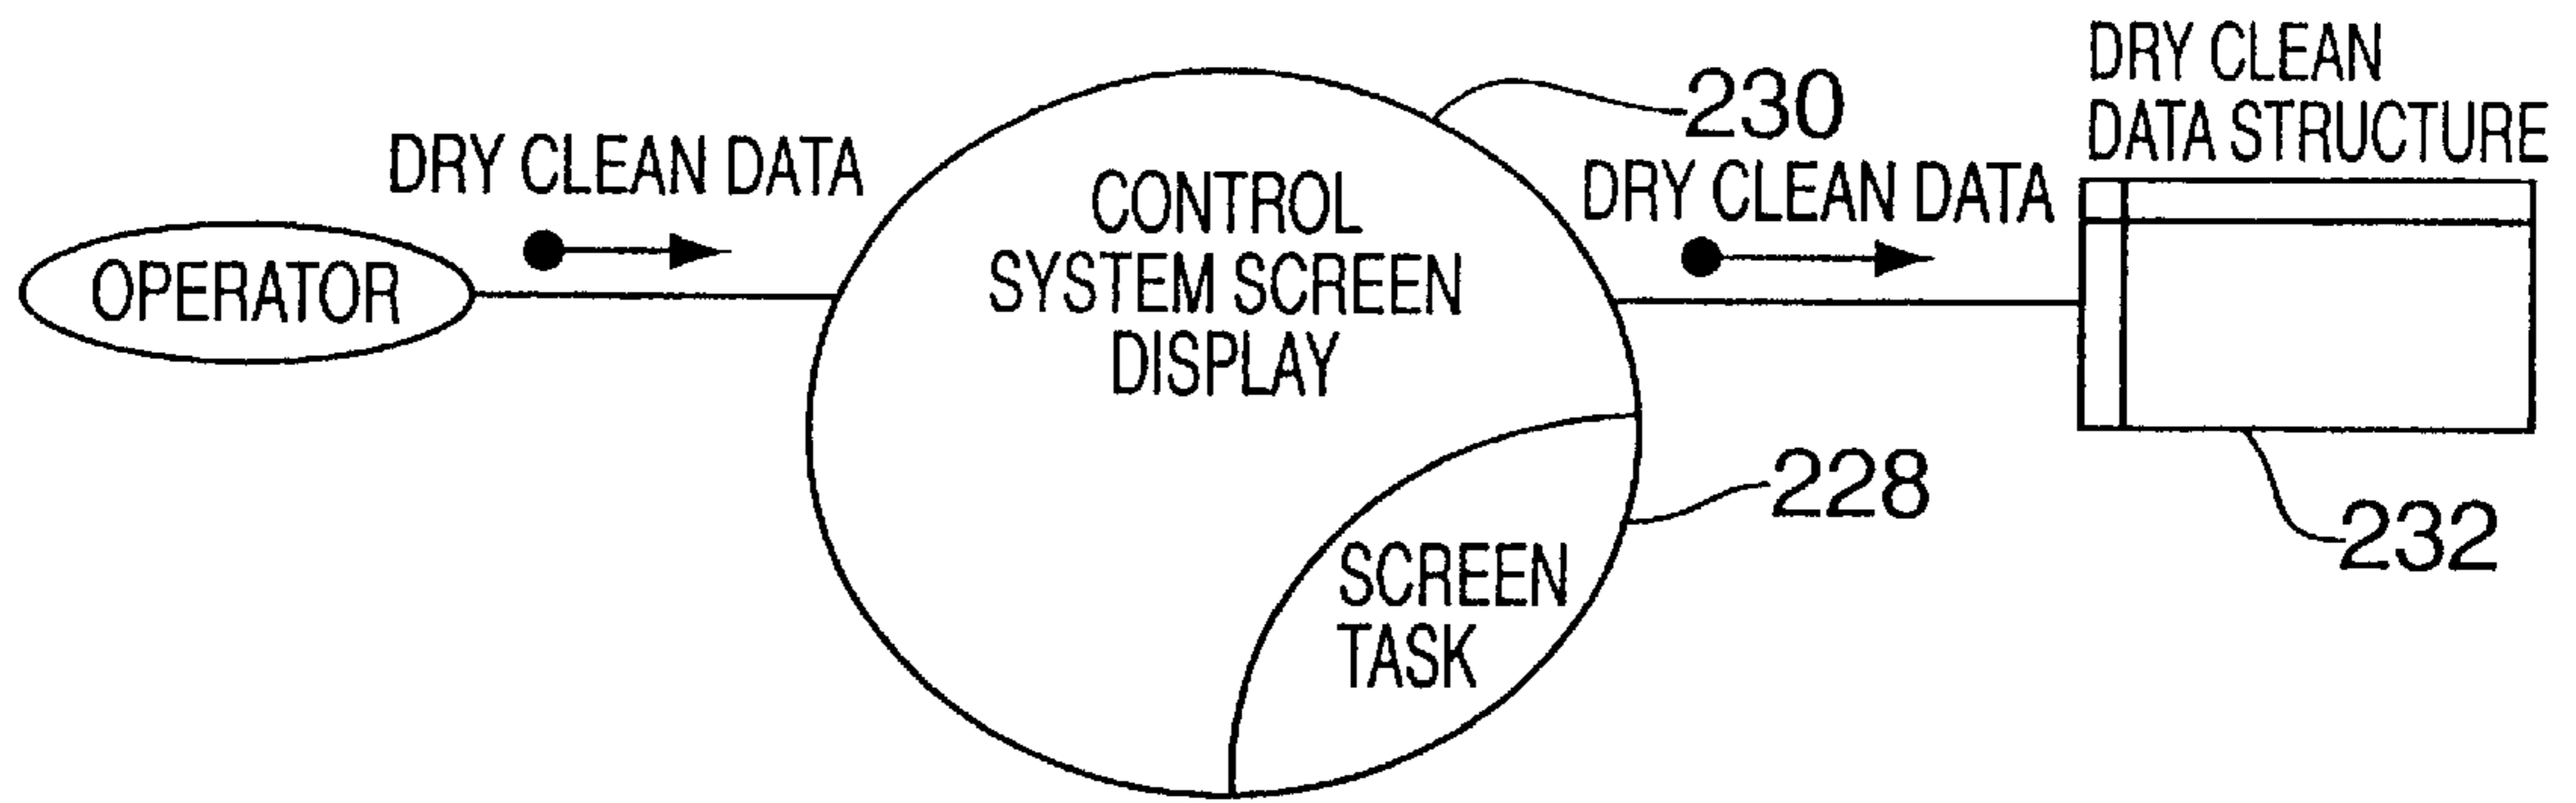 OPERATOR
DRY CLEAN DATA
CONTROL
SYSTEM SCREEN
DISPLAY
SCREEN
TASK
230
228
DRY CLEAN DATA
DRY CLEAN
DATA STRUCTURE
232